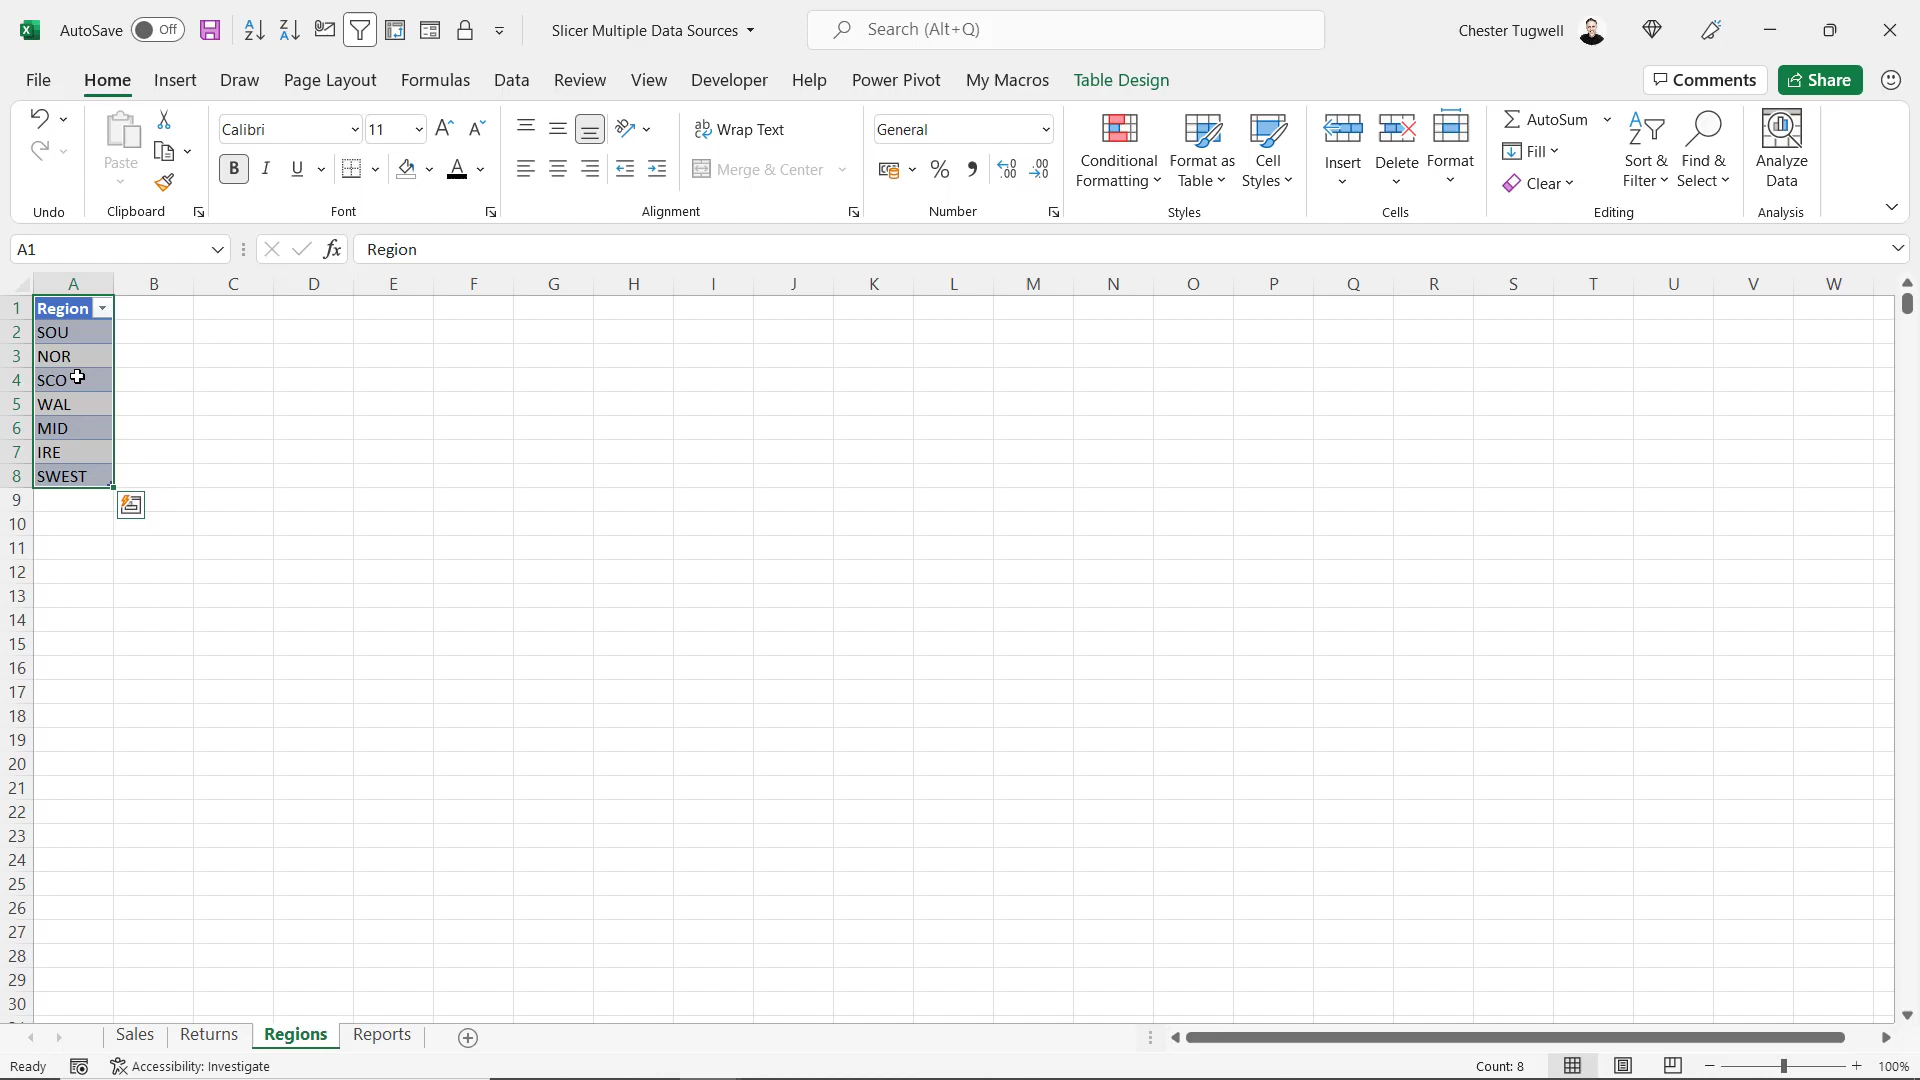 AutoSave Off Slicer Multiple Data Sources Search (Alt+Q) Chester Tugwell
File Home Insert Draw Page Layout Formulas Data Review View Developer Help Power Pivot My Macros Table Design Comments Share
Calibri 11 Wrap Text General AutoSum
Paste Conditional Formatting Format as Table Cell Styles Insert Delete Format Fill Sort & Filter Find & Select Analyze Data
B I U A Merge & Center % Clear
Undo Clipboard Font Alignment Number Styles Cells Editing Analysis
A1 fx Region
A B C D E F G H I J K L M N O P Q R S T U V W
1 Region
2 SOU
3 NOR
4 SCO
5 WAL
6 MID
7 IRE
8 SWEST
9
10
11
12
13
14
15
16
17
18
19
20
21
22
23
24
25
26
27
28
29
30
Sales Returns Regions Reports
Ready Accessibility: Investigate Count: 8 100%